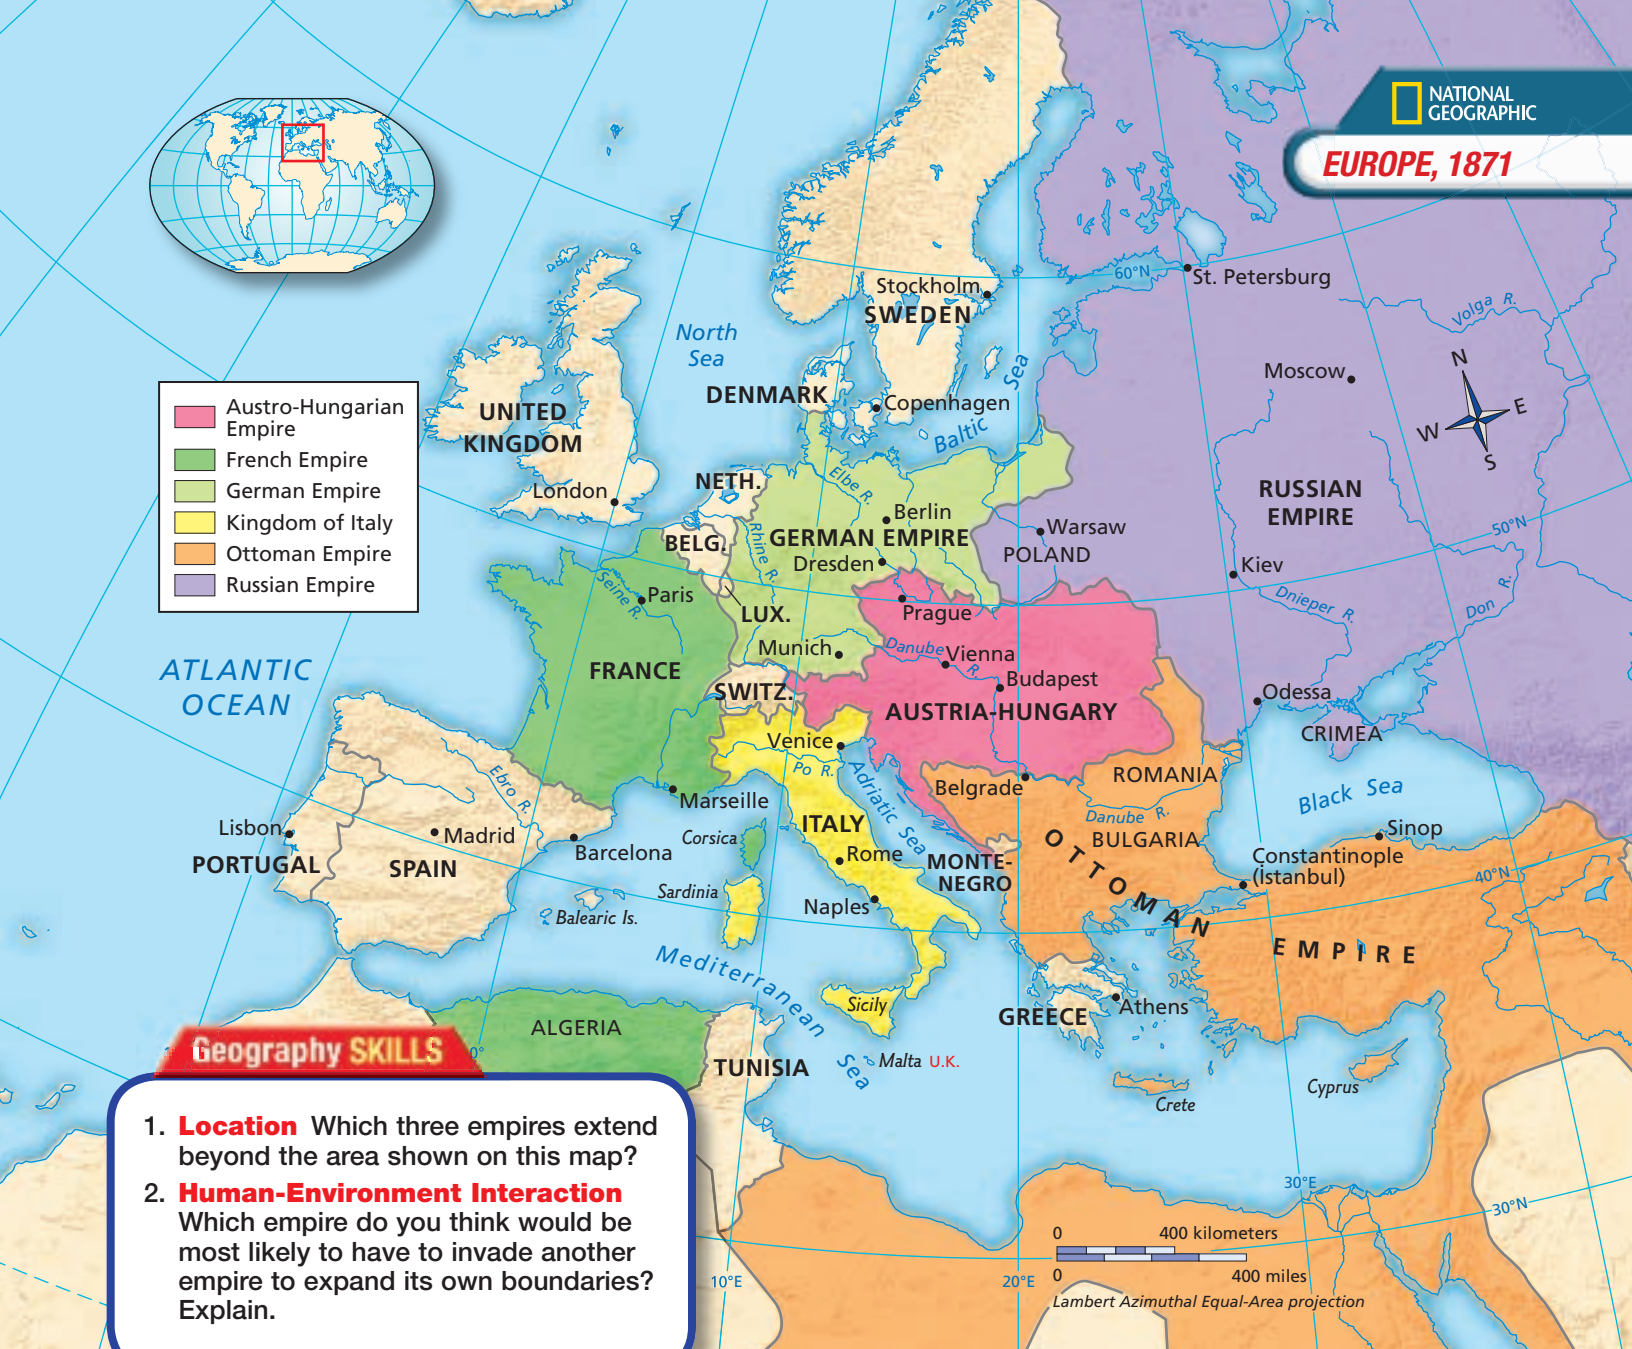 NATIONAL
GEOGRAPHIC
EUROPE, 1871
Austro-Hungarian
Empire
French Empire
German Empire
Kingdom of Italy
Ottoman Empire
Russian Empire
60°N
St. Petersburg
Stockholm
SWEDEN
Volga R.
North
Sea
N
E
W
S
Moscow
DENMARK
Copenhagen
Baltic Sea
UNITED
KINGDOM
London
NETH.
Elbe R.
Berlin
GERMAN EMPIRE
RUSSIAN
EMPIRE
50°N
Warsaw
POLAND
BELG.
Rhine R.
Dresden
Kiev
Seine R.
Paris
LUX.
Prague
Dnieper R.
Don R.
Munich
Danube R.
Vienna
ATLANTIC
OCEAN
FRANCE
SWITZ.
Budapest
AUSTRIA-HUNGARY
Odessa
CRIMEA
Venice
Po R.
Adriatic Sea
Belgrade
ROMANIA
Ebro R.
Marseille
Danube R.
BULGARIA
Black Sea
Sinop
Lisbon
PORTUGAL
Madrid
SPAIN
Barcelona
Corsica
ITALY
Rome
MONTE-
NEGRO
Constantinople
(İstanbul)
40°N
Sardinia
Naples
Balearic Is.
OTTOMAN EMPIRE
Mediterranean Sea
Sicily
GREECE
Athens
ALGERIA
TUNISIA
Malta U.K.
Crete
Cyprus
0°
Geography SKILLS
1. Location Which three empires extend
beyond the area shown on this map?
2. Human-Environment Interaction
Which empire do you think would be
most likely to have to invade another
empire to expand its own boundaries?
Explain.
30°E
30°N
10°E
20°E
0 400 kilometers
0 400 miles
Lambert Azimuthal Equal-Area projection